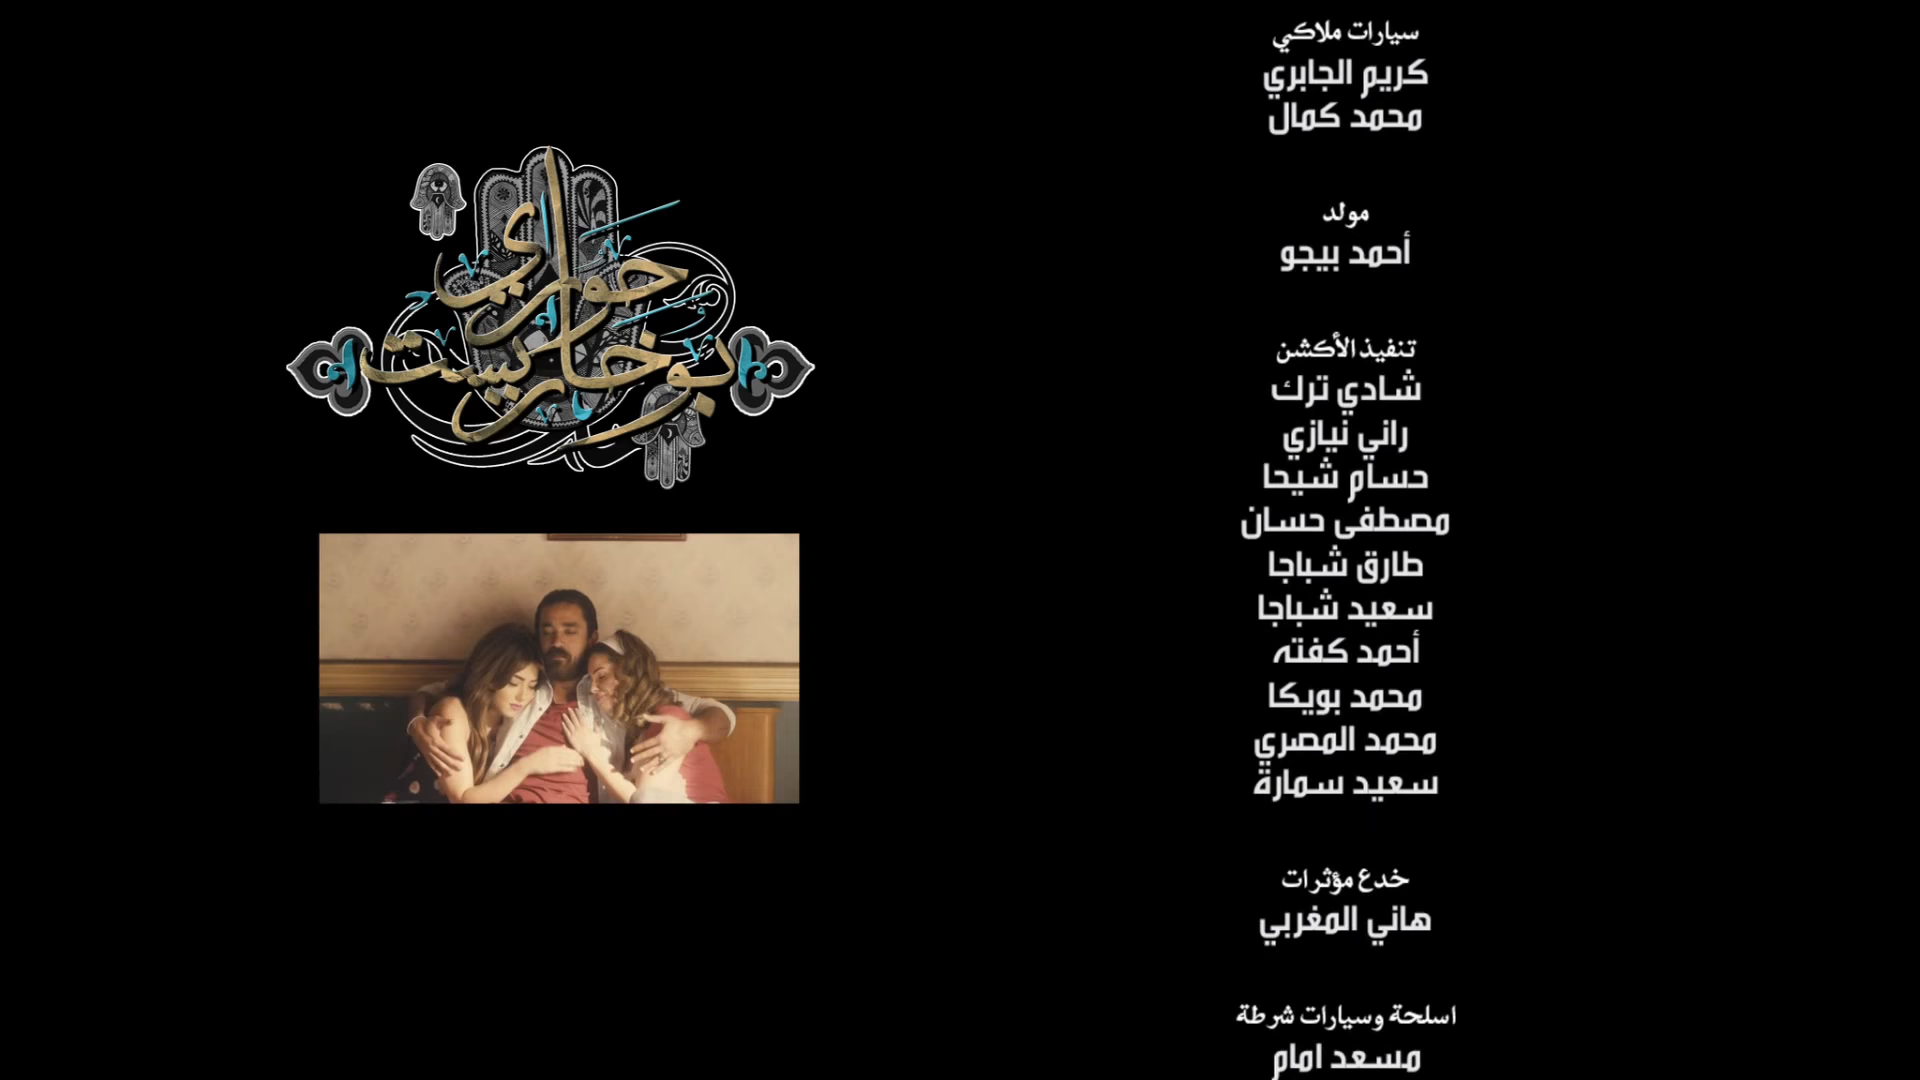 حواري
بوخاريست
سيارات ملاكي
كريم الجابري
محمد كمال
مولد
أحمد بيجو
تنفيذ الأكشن
شادي ترك
راني نيازي
حسام شيحا
مصطفى حسان
طارق شباجا
سعيد شباجا
أحمد كفته
محمد بويكا
محمد المصري
سعيد سمارة
خدع مؤثرات
هاني المغربي
اسلحة وسيارات شرطة
مسعد امام